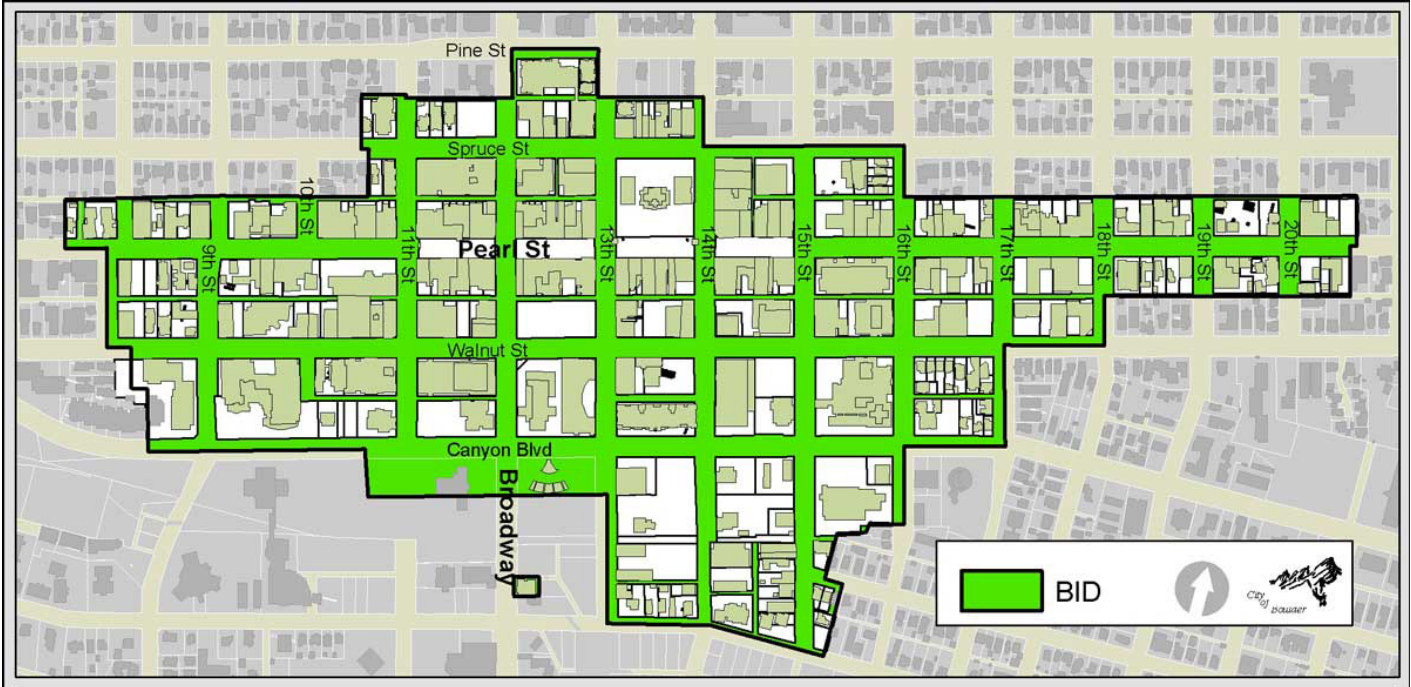 Pine St
Spruce St
10th St
Pearl St
9th St
11th St
13th St
14th St
15th St
16th St
17th St
18th St
19th St
20th St
Walnut St
Canyon Blvd
Broadway
BID
City
of Boulder